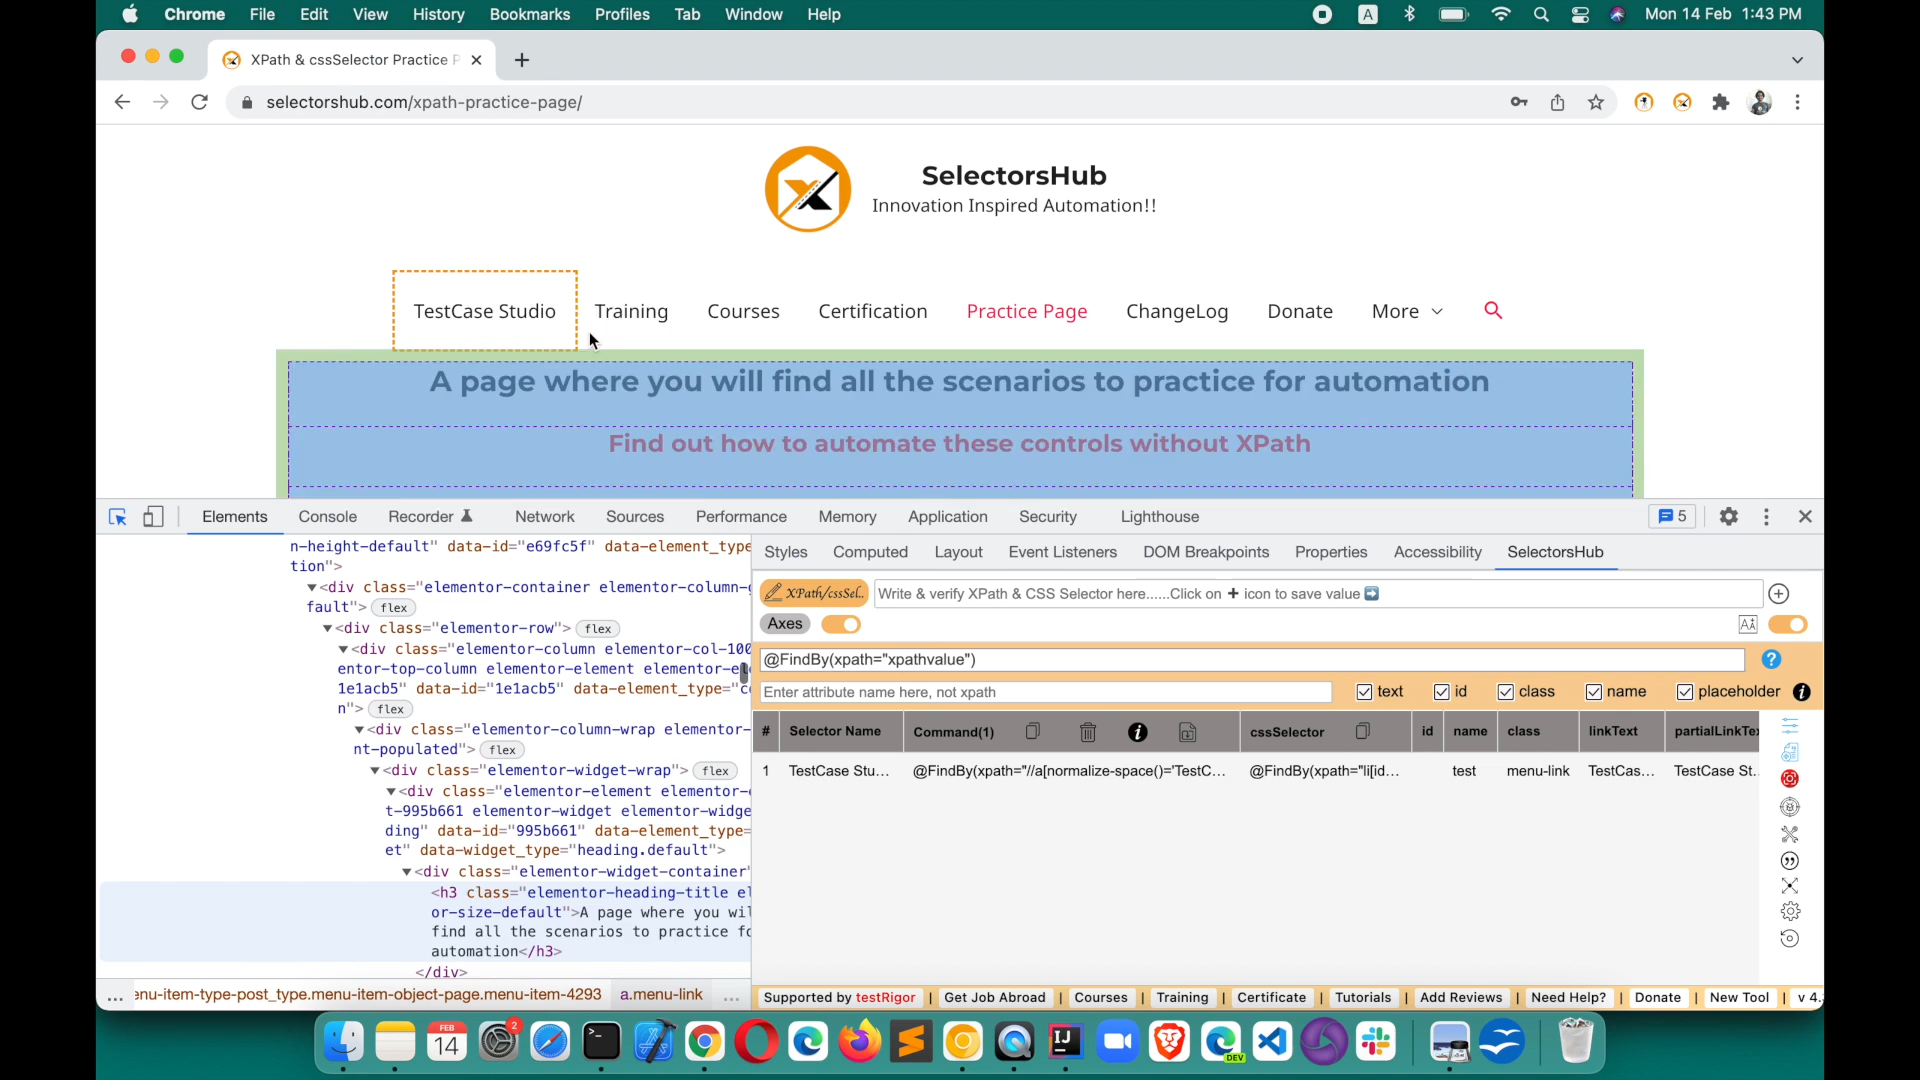 Chrome File Edit View History Bookmarks Profiles Tab Window Help A Mon 14 Feb 1:43 PM
XPath & cssSelector Practice P
selectorshub.com/xpath-practice-page/
SelectorsHub
Innovation Inspired Automation!!
TestCase Studio Training Courses Certification Practice Page ChangeLog Donate More
A page where you will find all the scenarios to practice for automation
Find out how to automate these controls without XPath
Elements Console Recorder Network Sources Performance Memory Application Security Lighthouse 5
n-height-default" data-id="e69fc5f" data-element_type
tion">
▼<div class="elementor-container elementor-column-g
fault"> flex
▼<div class="elementor-row"> flex
▼<div class="elementor-column elementor-col-100
entor-top-column elementor-element elementor-ele
1e1acb5" data-id="1e1acb5" data-element_type="co
n"> flex
▼<div class="elementor-column-wrap elementor-
nt-populated"> flex
▼<div class="elementor-widget-wrap"> flex
▼<div class="elementor-element elementor-
t-995b661 elementor-widget elementor-widge
ding" data-id="995b661" data-element_type=
et" data-widget_type="heading.default">
▼<div class="elementor-widget-container"
<h3 class="elementor-heading-title el
or-size-default">A page where you wil
find all the scenarios to practice fo
automation</h3>
</div>
... enu-item-type-post_type.menu-item-object-page.menu-item-4293 a.menu-link ...
Styles Computed Layout Event Listeners DOM Breakpoints Properties Accessibility SelectorsHub
XPath/cssSel.. Write & verify XPath & CSS Selector here......Click on + icon to save value
Axes
@FindBy(xpath="xpathvalue")
Enter attribute name here, not xpath text id class name placeholder
# Selector Name Command(1) cssSelector id name class linkText partialLinkTex
1 TestCase Stu... @FindBy(xpath="//a[normalize-space()='TestC... @FindBy(xpath="li[id... test menu-link TestCas... TestCase St..
Supported by testRigor | Get Job Abroad | Courses | Training | Certificate | Tutorials | Add Reviews | Need Help? | Donate | New Tool | v 4.
FEB
14
2
IJ
DEV